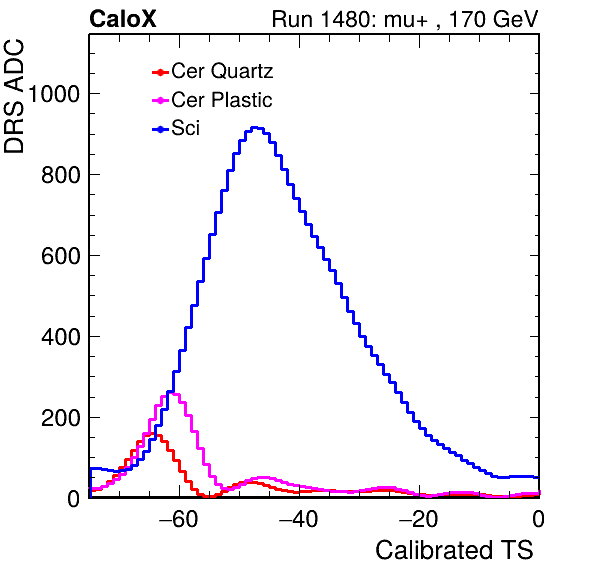 CaloX Run 1480: mu+ , 170 GeV
DRS ADC
Cer Quartz
Cer Plastic
Sci
1000
800
600
400
200
0
−60 −40 −20 0
Calibrated TS